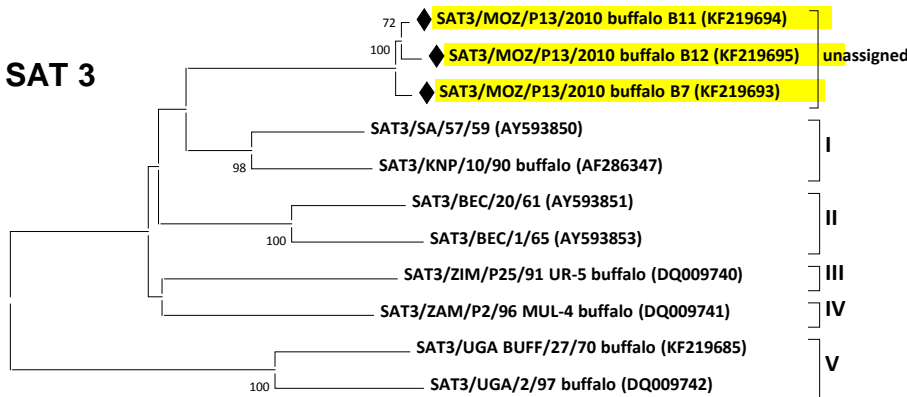 72
SAT3/MOZ/P13/2010 buffalo B11 (KF219694)
100
SAT3/MOZ/P13/2010 buffalo B12 (KF219695)
unassigned
SAT 3
SAT3/MOZ/P13/2010 buffalo B7 (KF219693)
SAT3/SA/57/59 (AY593850)
I
98
SAT3/KNP/10/90 buffalo (AF286347)
SAT3/BEC/20/61 (AY593851)
II
100
SAT3/BEC/1/65 (AY593853)
SAT3/ZIM/P25/91 UR-5 buffalo (DQ009740)
III
SAT3/ZAM/P2/96 MUL-4 buffalo (DQ009741)
IV
SAT3/UGA BUFF/27/70 buffalo (KF219685)
V
100
SAT3/UGA/2/97 buffalo (DQ009742)